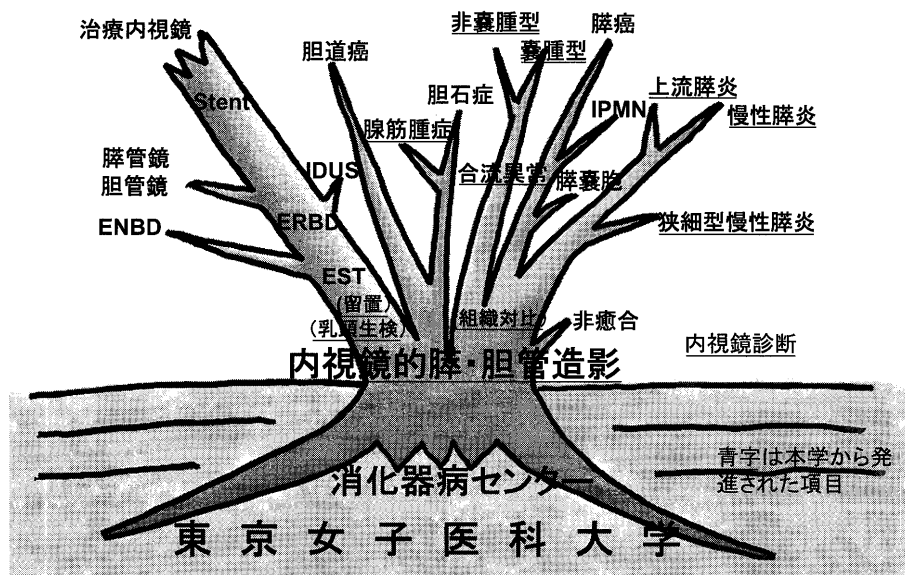 治療内視鏡
Stent
膵管鏡
胆管鏡
ENBD
IDUS
ERBD
EST
(留置)
(乳頭生検)
胆道癌
腺筋腫症
胆石症
非嚢腫型
嚢腫型
合流異常
(組織対比)
膵癌
IPMN
膵嚢胞
上流膵炎
慢性膵炎
狭細型慢性膵炎
非癒合
内視鏡的膵・胆管造影
内視鏡診断
青字は本学から発
進された項目
消化器病センター
東京女子医科大学